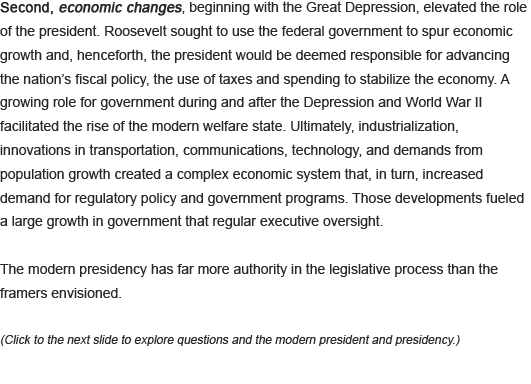 Second, economic changes, beginning with the Great Depression, elevated the role
of the president. Roosevelt sought to use the federal government to spur economic
growth and, henceforth, the president would be deemed responsible for advancing
the nation’s fiscal policy, the use of taxes and spending to stabilize the economy. A
growing role for government during and after the Depression and World War II
facilitated the rise of the modern welfare state. Ultimately, industrialization,
innovations in transportation, communications, technology, and demands from
population growth created a complex economic system that, in turn, increased
demand for regulatory policy and government programs. Those developments fueled
a large growth in government that regular executive oversight.
The modern presidency has far more authority in the legislative process than the
framers envisioned.
(Click to the next slide to explore questions and the modern president and presidency.)